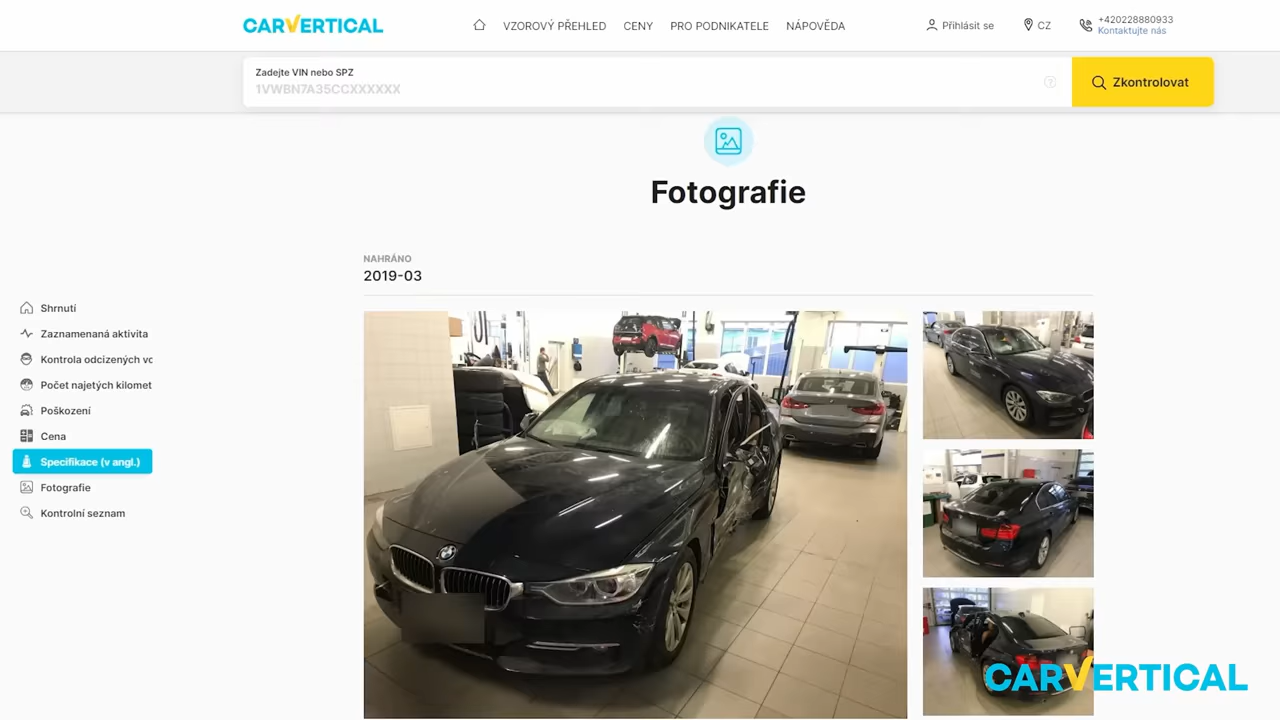 CARVERTICAL
VZOROVÝ PŘEHLED
CENY
PRO PODNIKATELE
NÁPOVĚDA
Přihlásit se
CZ
+420228880933
Kontaktujte nás
Zadejte VIN nebo SPZ
1VWBN7A35CCXXXXXX
Zkontrolovat
Fotografie
NAHRÁNO
2019-03
Shrnutí
Zaznamenaná aktivita
Kontrola odcizených vo
Počet najetých kilomet
Poškození
Cena
Specifikace (v angl.)
Fotografie
Kontrolní seznam
CARVERTICAL